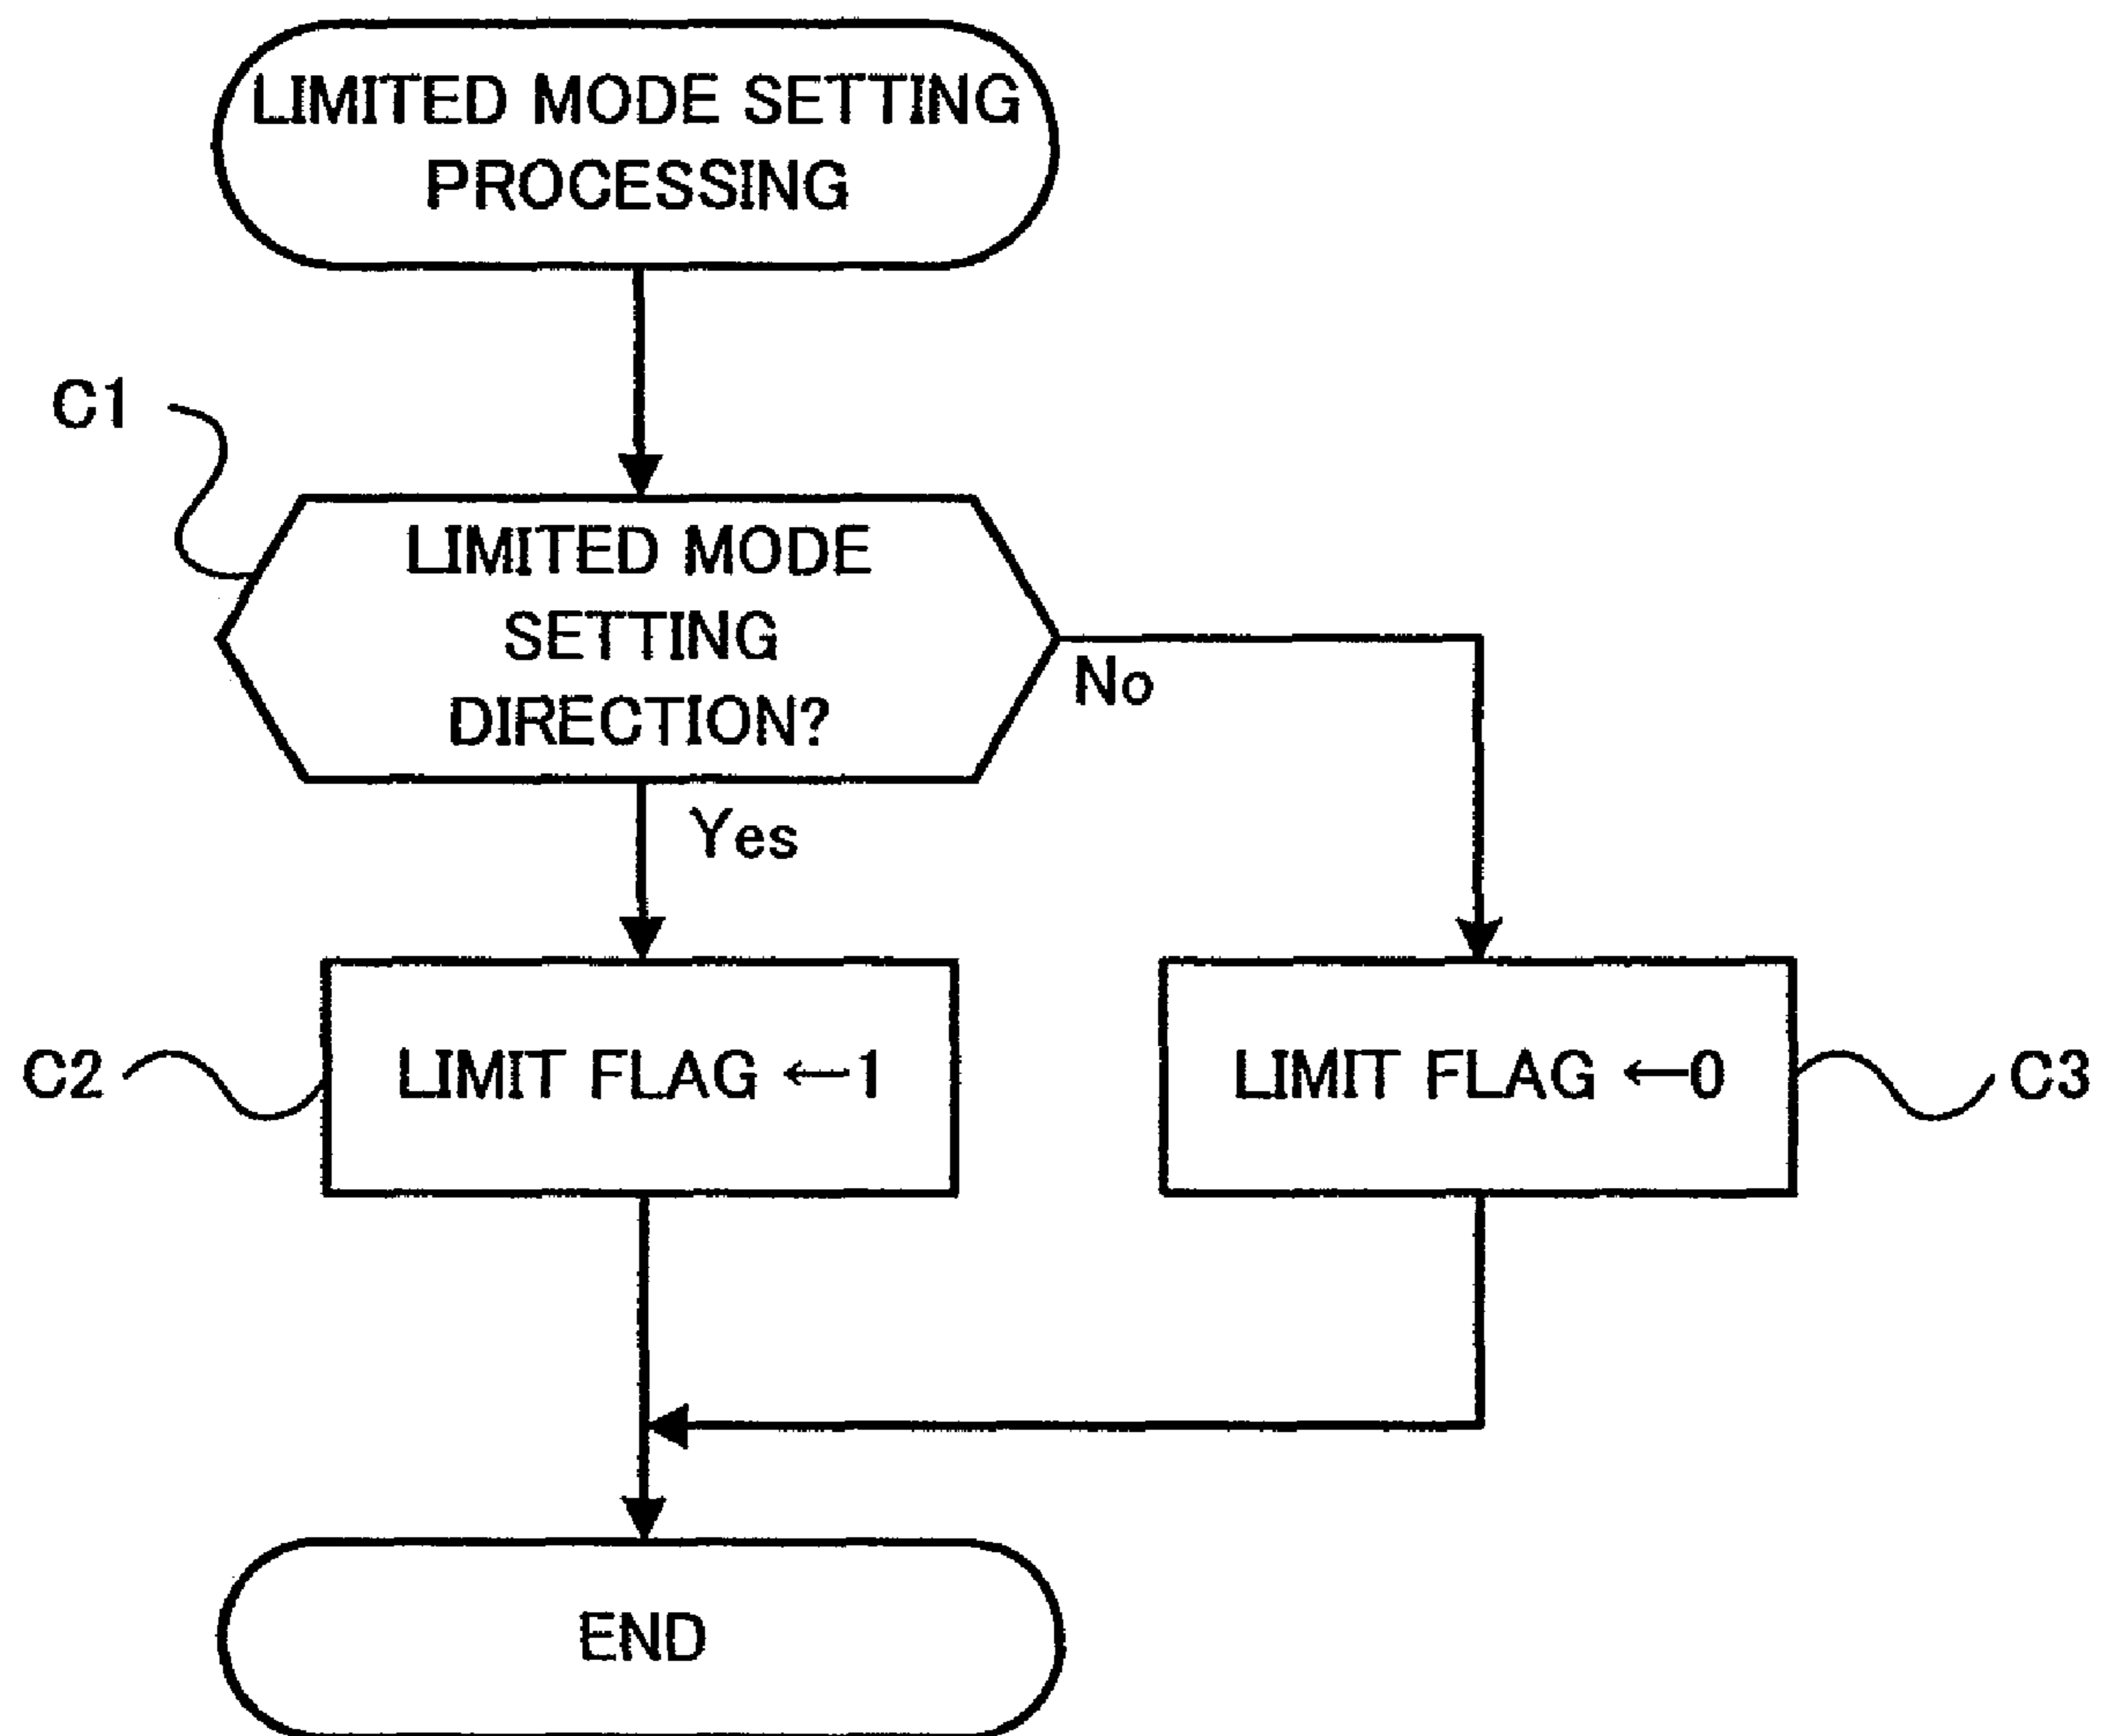 LIMITED MODE SETTING
PROCESSING
C1
LIMITED MODE
SETTING
DIRECTION?
No
Yes
C2
LIMIT FLAG ←1
LIMIT FLAG ←0
C3
END